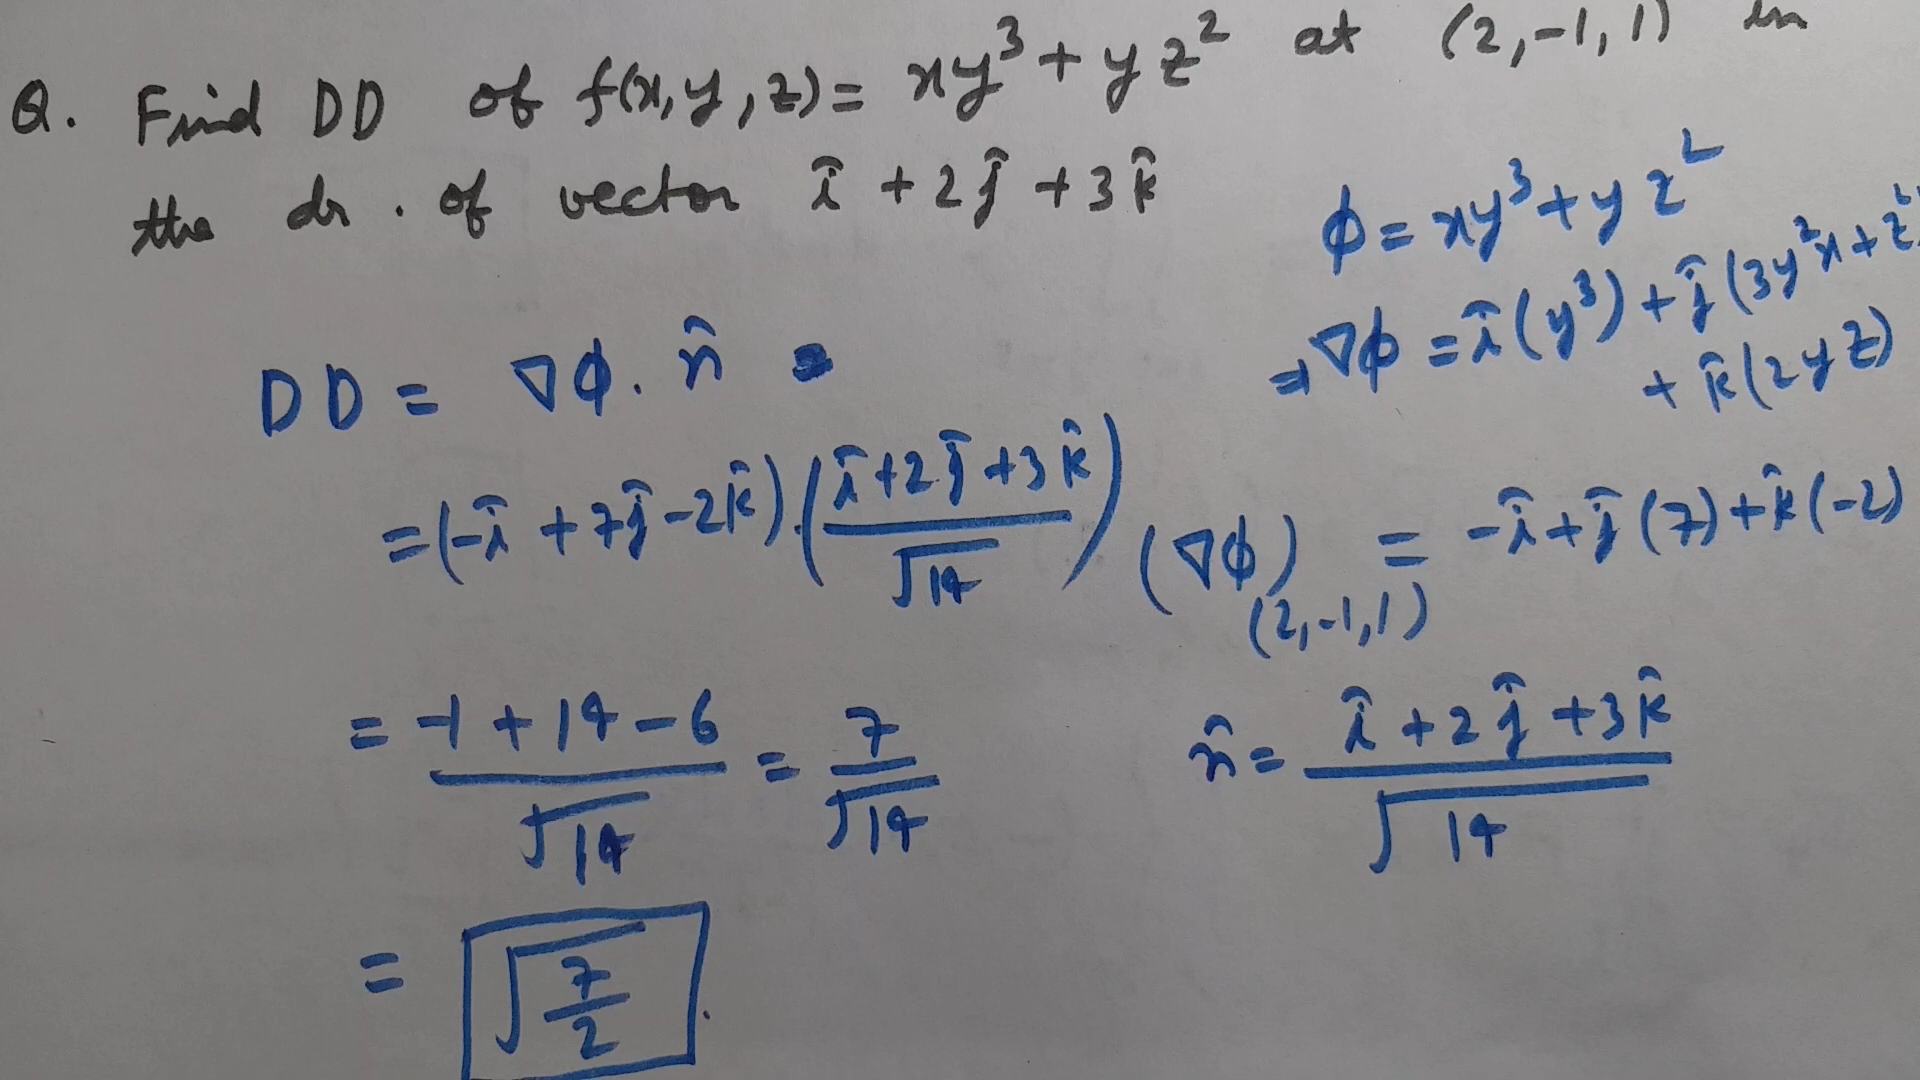 Q. Find DD of f(x,y,z)= xy³+yz² at (2,-1,1) in
the dr. of vector î + 2ĵ + 3k̂
ϕ = xy³+yz²
⇒ ∇ϕ = î(y³) + ĵ(3y²x+z²)
+ k̂(2yz)
DD = ∇ϕ. n̂
=(-î + 7ĵ - 2k̂).((î+2ĵ+3k̂)/√14)
(∇ϕ)(2,-1,1) = -î+ĵ(7)+k̂(-2)
n̂ = (î + 2ĵ + 3k̂)/√14
= (-1 + 14 - 6)/√14 = 7/√14
= √(7/2).